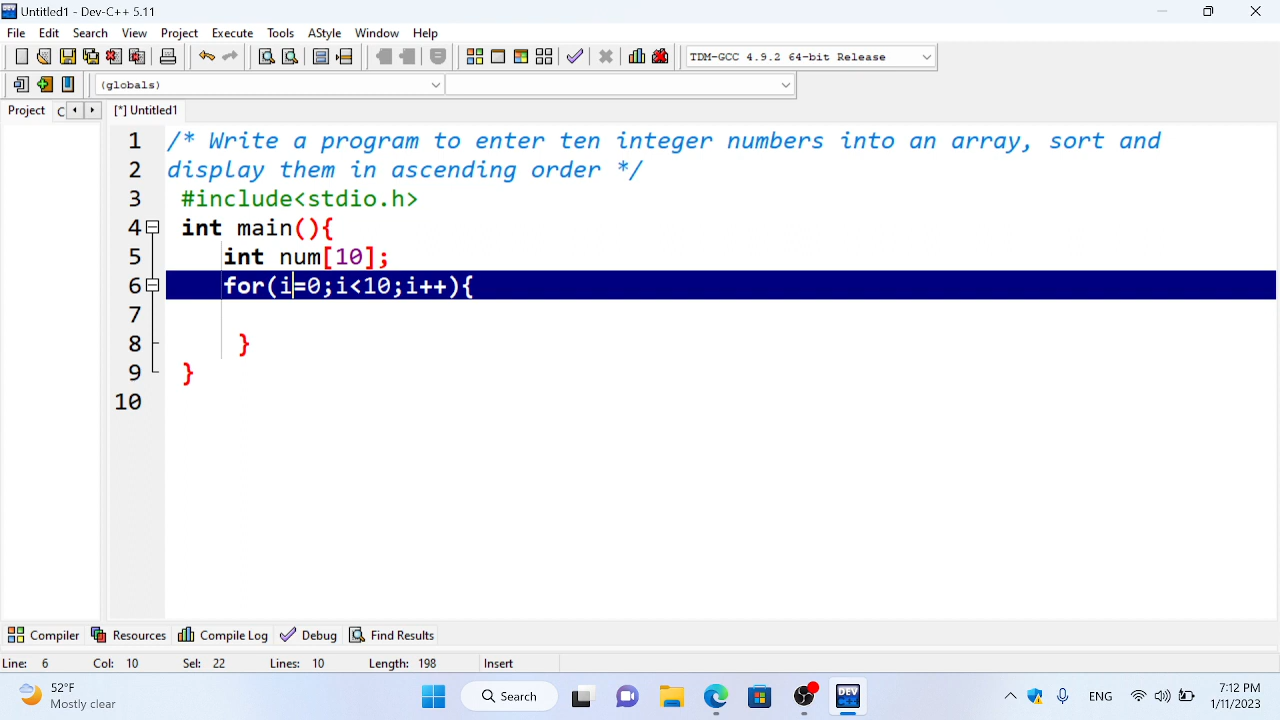 Untitled1 - Dev-C++ 5.11
File Edit Search View Project Execute Tools AStyle Window Help
TDM-GCC 4.9.2 64-bit Release
(globals)
Project C [*] Untitled1
1 /* Write a program to enter ten integer numbers into an array, sort and
2 display them in ascending order */
3 #include<stdio.h>
4 int main(){
5 int num[10];
6 for(i=0;i<10;i++){
7
8 }
9 }
10
Compiler Resources Compile Log Debug Find Results
Line: 6 Col: 10 Sel: 22 Lines: 10 Length: 198 Insert
52°F
Mostly clear
Search
DEV
ENG
7:12 PM
1/11/2023